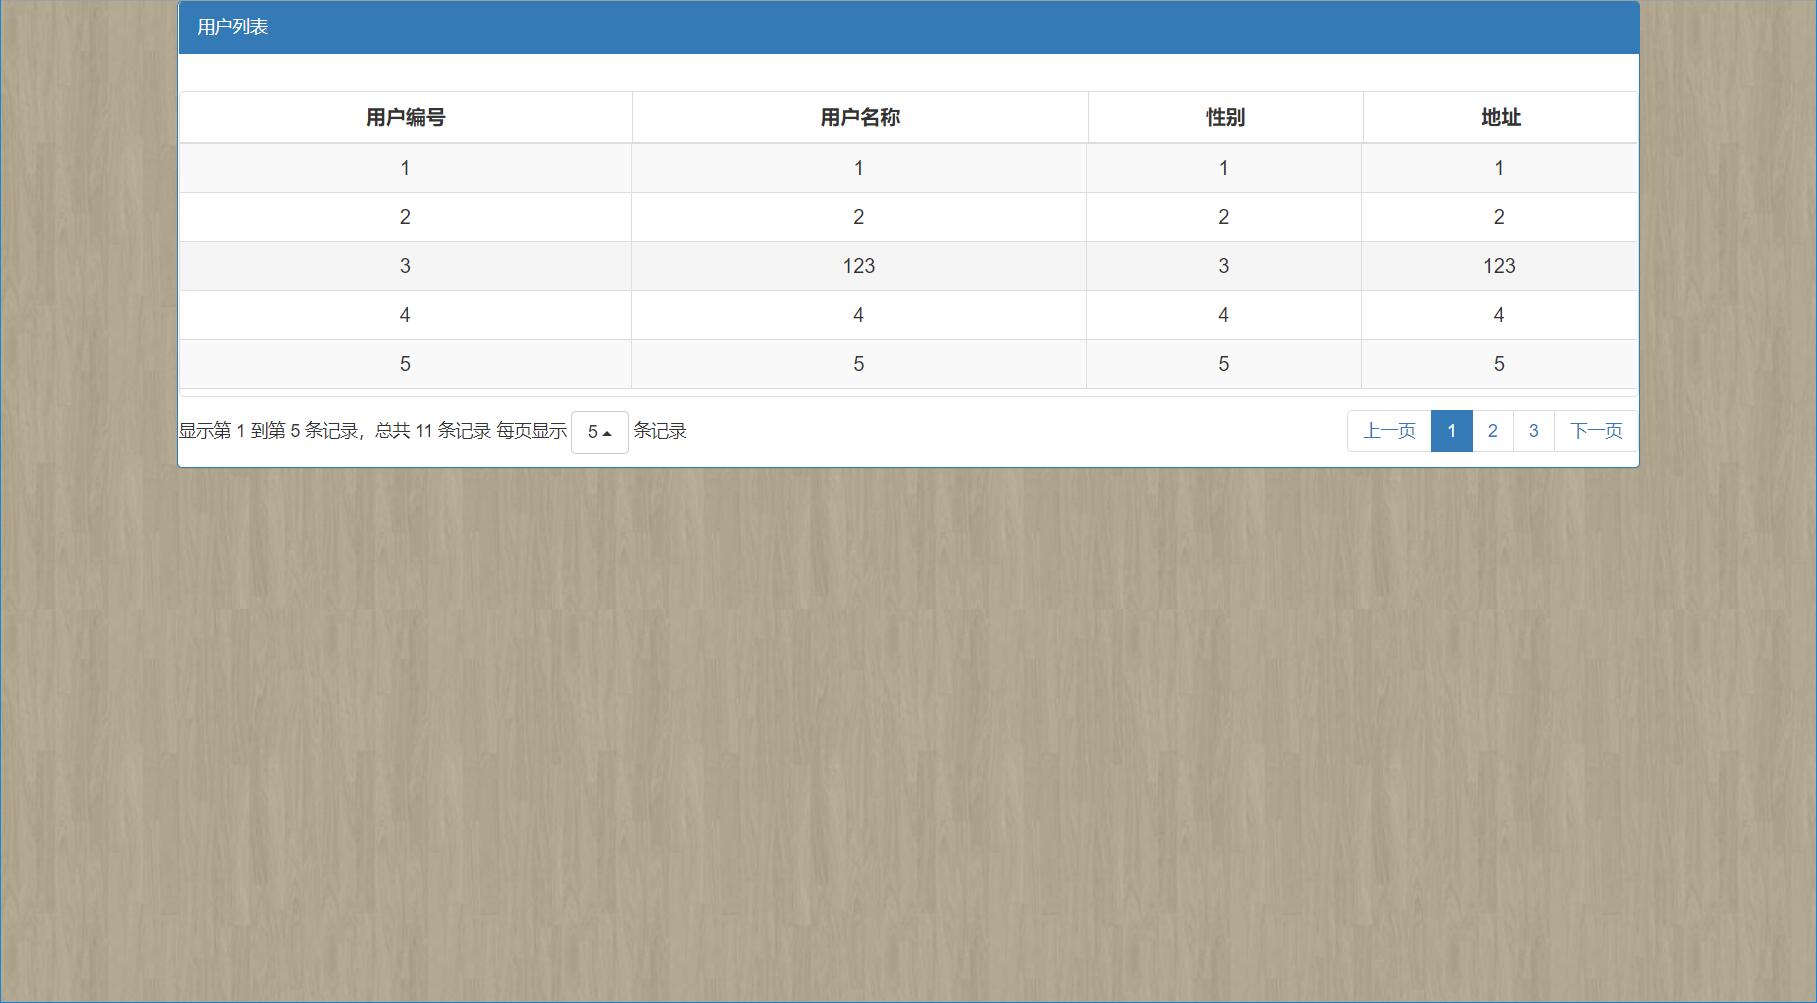 用户列表
用户编号 用户名称 性别 地址
1 1 1 1
2 2 2 2
3 123 3 123
4 4 4 4
5 5 5 5
显示第 1 到第 5 条记录，总共 11 条记录 每页显示 5 条记录 上一页 1 2 3 下一页